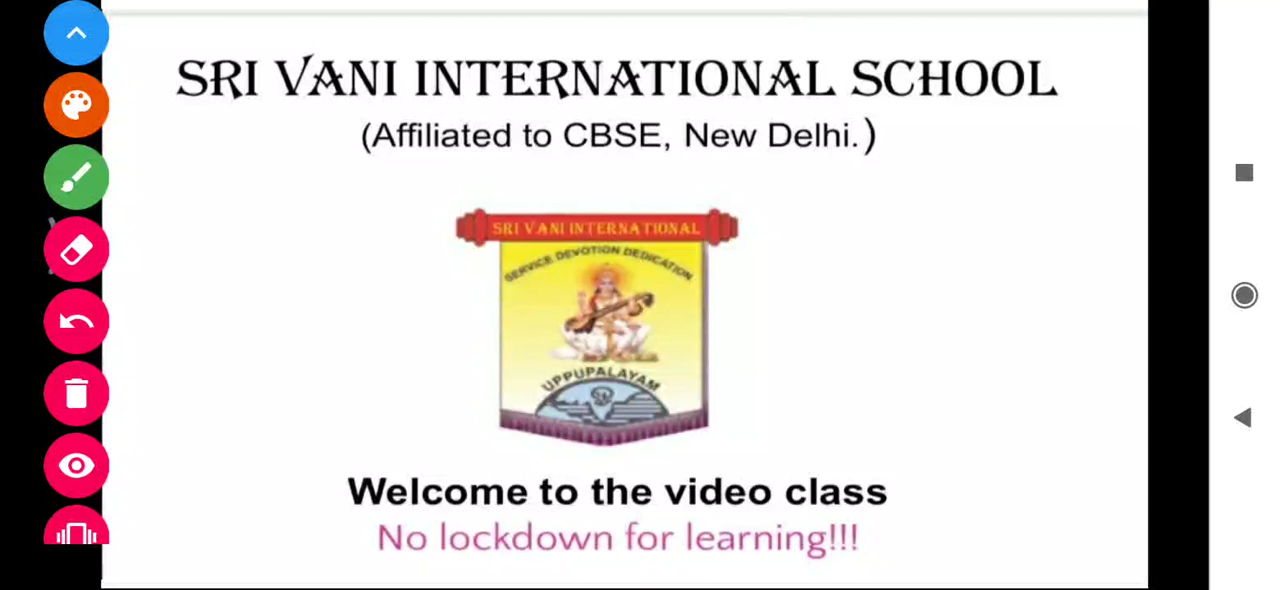 SRI VANI INTERNATIONAL SCHOOL
(Affiliated to CBSE, New Delhi.)
SRI VANI INTERNATIONAL
SERVICE DEVOTION DEDICATION
UPPUPALAYAM
Welcome to the video class
No lockdown for learning!!!